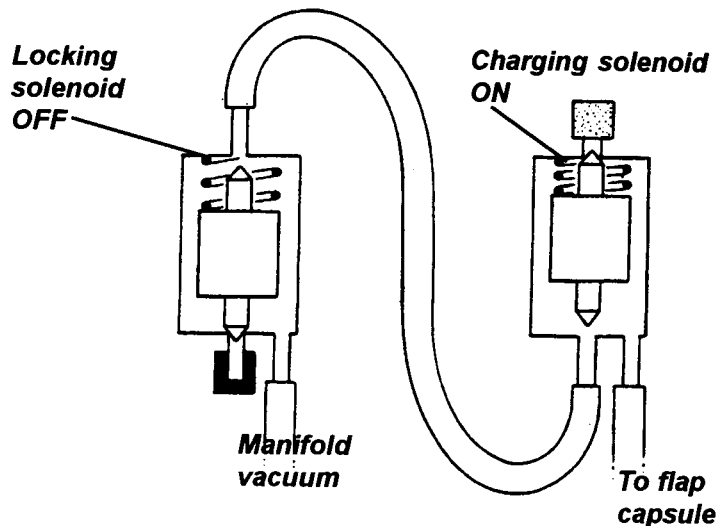 Locking
solenoid
OFF
Charging solenoid
ON
Manifold
vacuum
To flap
capsule